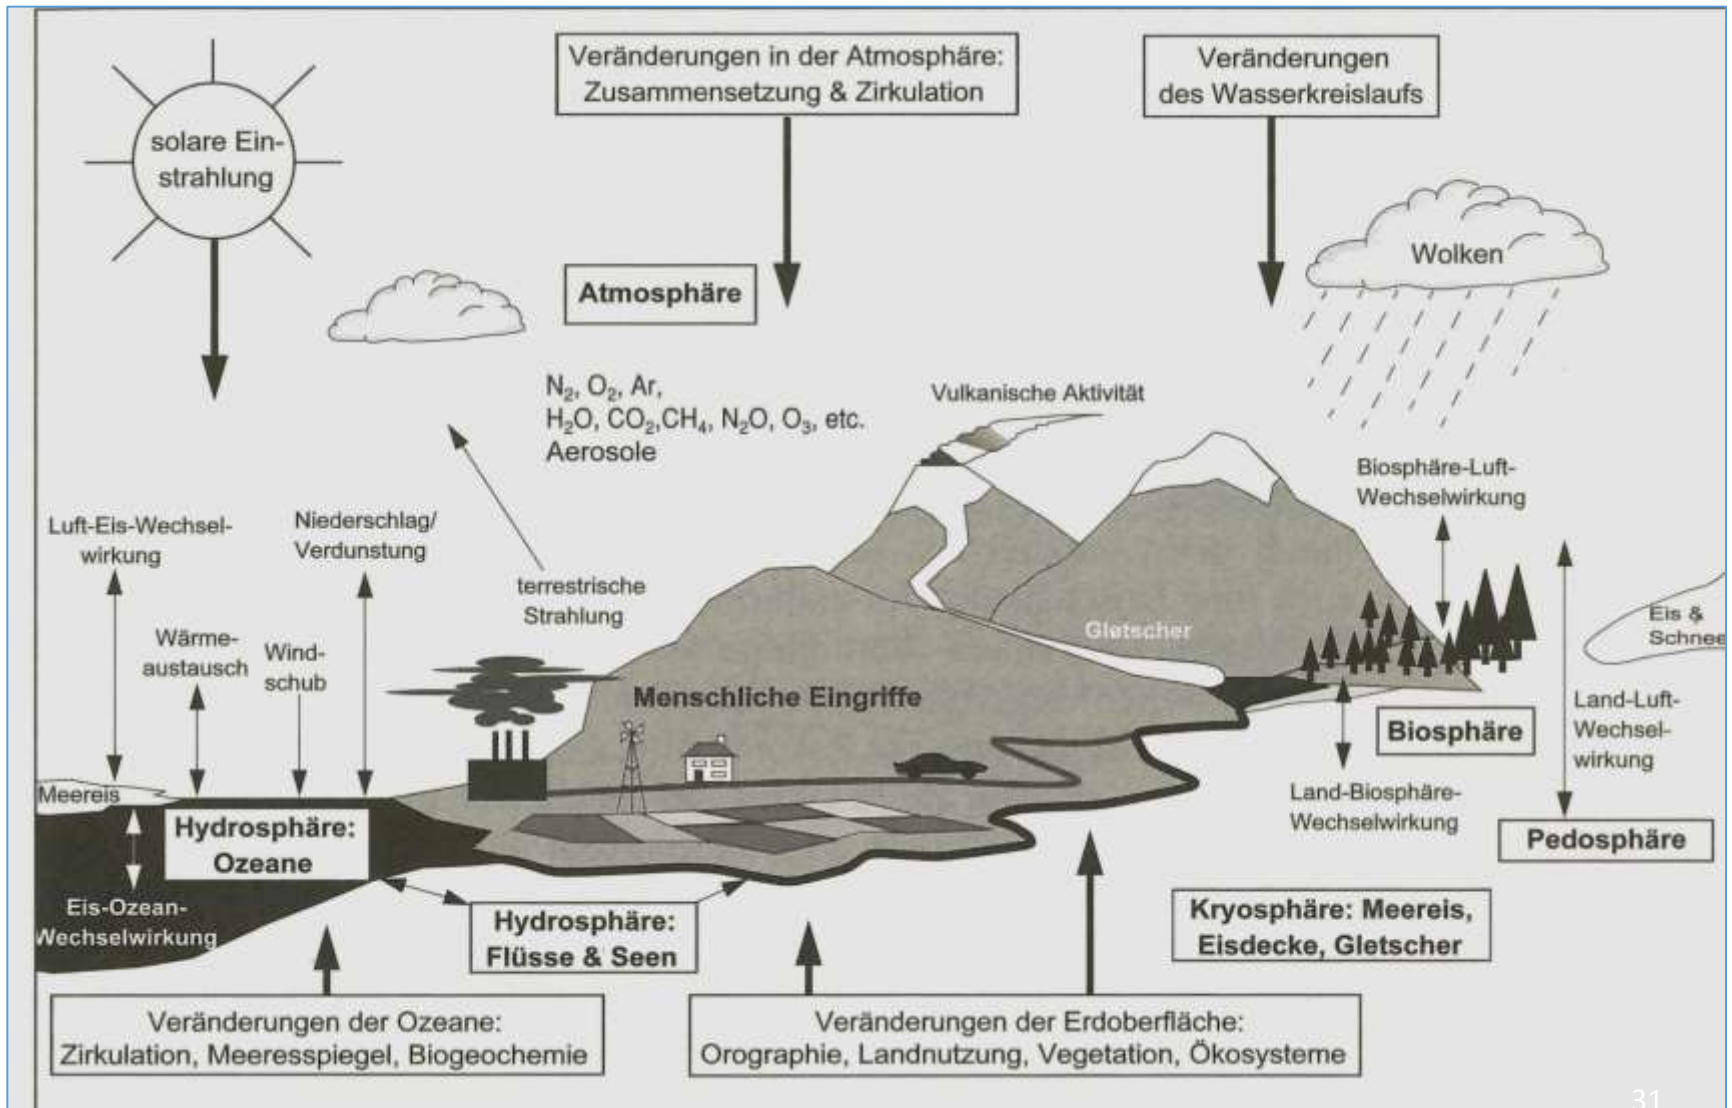 solare Ein-
strahlung
Veränderungen in der Atmosphäre:
Zusammensetzung & Zirkulation
Veränderungen
des Wasserkreislaufs
Wolken
Atmosphäre
N₂, O₂, Ar,
H₂O, CO₂,CH₄, N₂O, O₃, etc.
Aerosole
Vulkanische Aktivität
Biosphäre-Luft-
Wechselwirkung
Luft-Eis-Wechsel-
wirkung
Niederschlag/
Verdunstung
terrestrische
Strahlung
Wärme-
austausch
Wind-
schub
Gletscher
Eis &
Schnee
Menschliche Eingriffe
Land-Luft-
Wechsel-
wirkung
Biosphäre
Meereis
Land-Biosphäre-
Wechselwirkung
Hydrosphäre:
Ozeane
Pedosphäre
Eis-Ozean-
Wechselwirkung
Hydrosphäre:
Flüsse & Seen
Kryosphäre: Meereis,
Eisdecke, Gletscher
Veränderungen der Ozeane:
Zirkulation, Meeresspiegel, Biogeochemie
Veränderungen der Erdoberfläche:
Orographie, Landnutzung, Vegetation, Ökosysteme
31